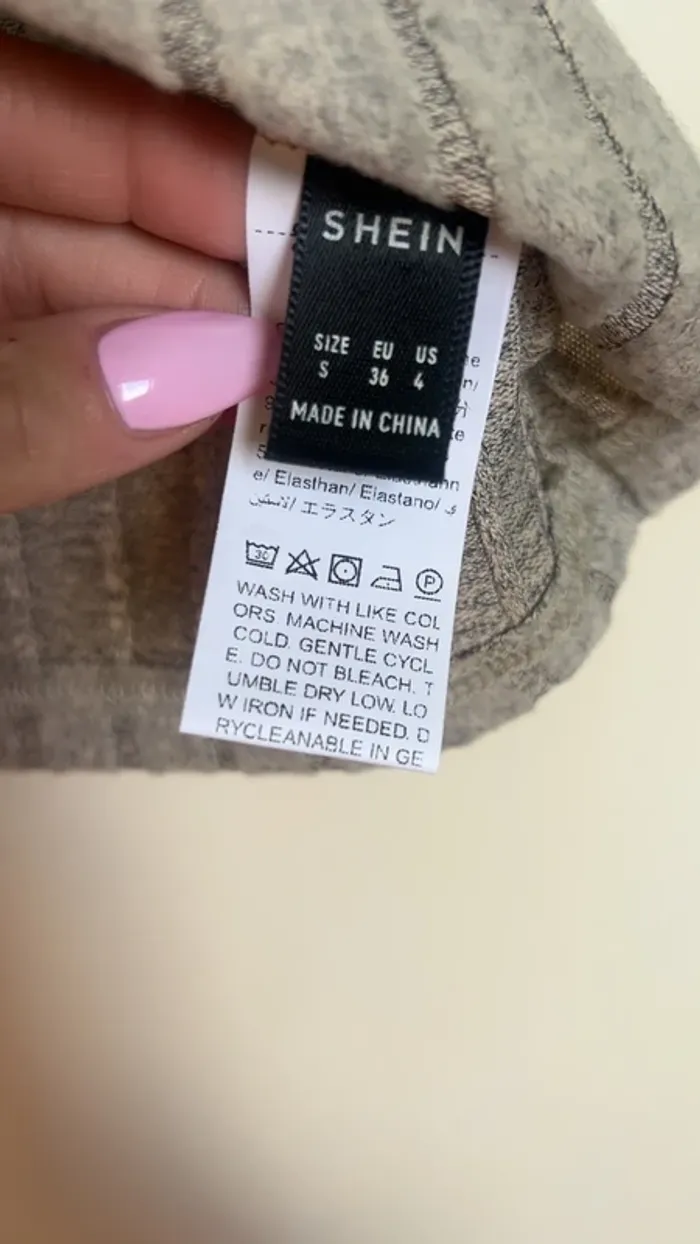 SHEIN
SIZE EU US
S 36 4
MADE IN CHINA
e/ Elasthan/ Elastano/
エラスタン
30
P
WASH WITH LIKE COL
ORS. MACHINE WASH
COLD. GENTLE CYCL
E. DO NOT BLEACH. T
UMBLE DRY LOW. LO
W IRON IF NEEDED. D
RYCLEANABLE IN GE